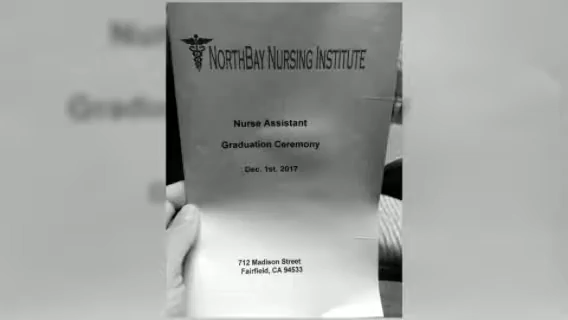 NORTHBAY NURSING INSTITUTE
Nurse Assistant
Graduation Ceremony
Dec. 1st. 2017
712 Madison Street
Fairfield, CA 94533